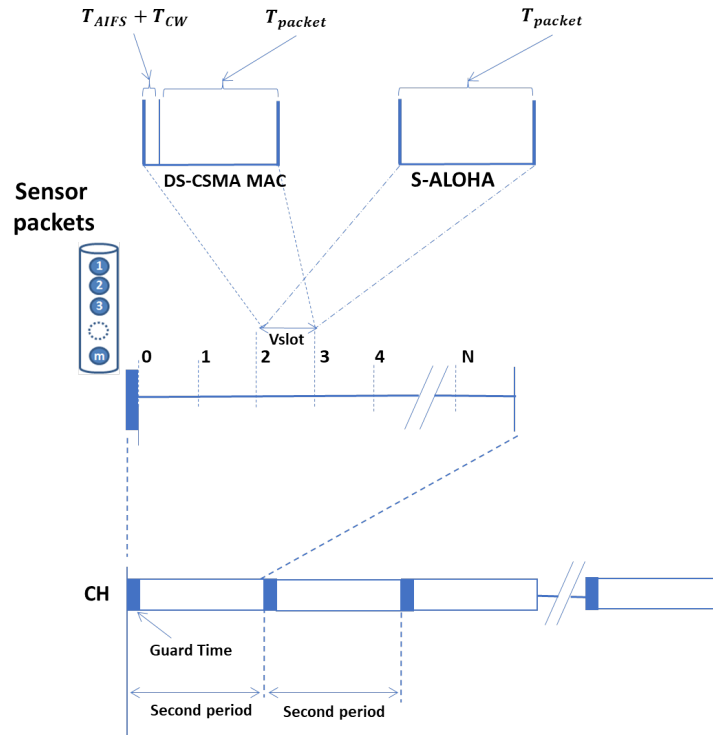 T_AIFS + T_CW
T_packet
T_packet
DS-CSMA MAC
S-ALOHA
Sensor
packets
1
2
3
m
Vslot
0 1 2 3 4 N
CH
Guard Time
Second period Second period